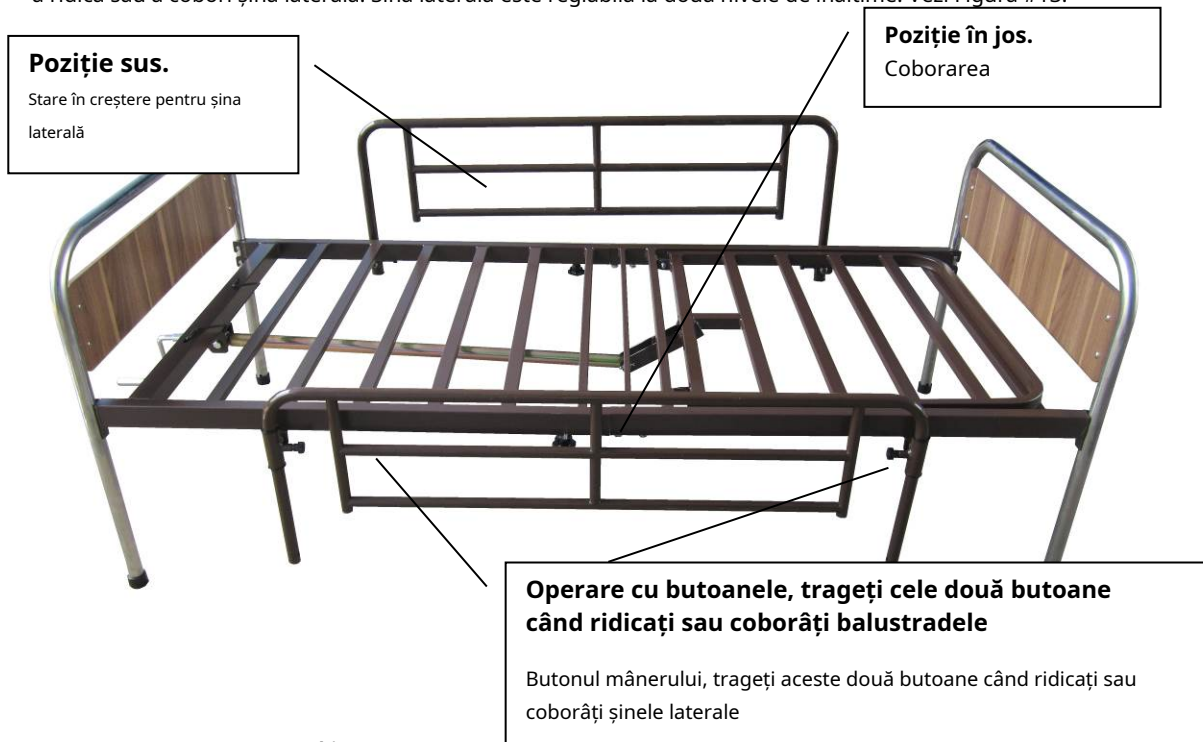 a ridica sau a coborî șina laterală. Șina laterală este reglabilă la două nivele de înălțime. Vezi Figura #13.
Poziție sus.
Stare în creștere pentru șina
laterală
Poziție în jos.
Coborarea
Operare cu butoanele, trageți cele două butoane
când ridicați sau coborâți balustradele
Butonul mânerului, trageți aceste două butoane când ridicați sau
coborâți șinele laterale